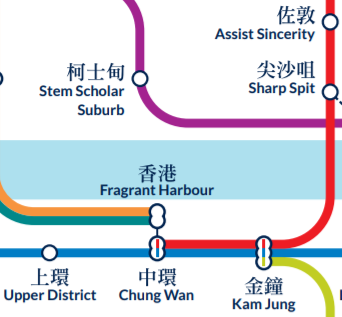 佐敦
Assist Sincerity
柯士甸
Stem Scholar
Suburb
尖沙咀
Sharp Spit
香港
Fragrant Harbour
上環
Upper District
中環
Chung Wan
金鐘
Kam Jung